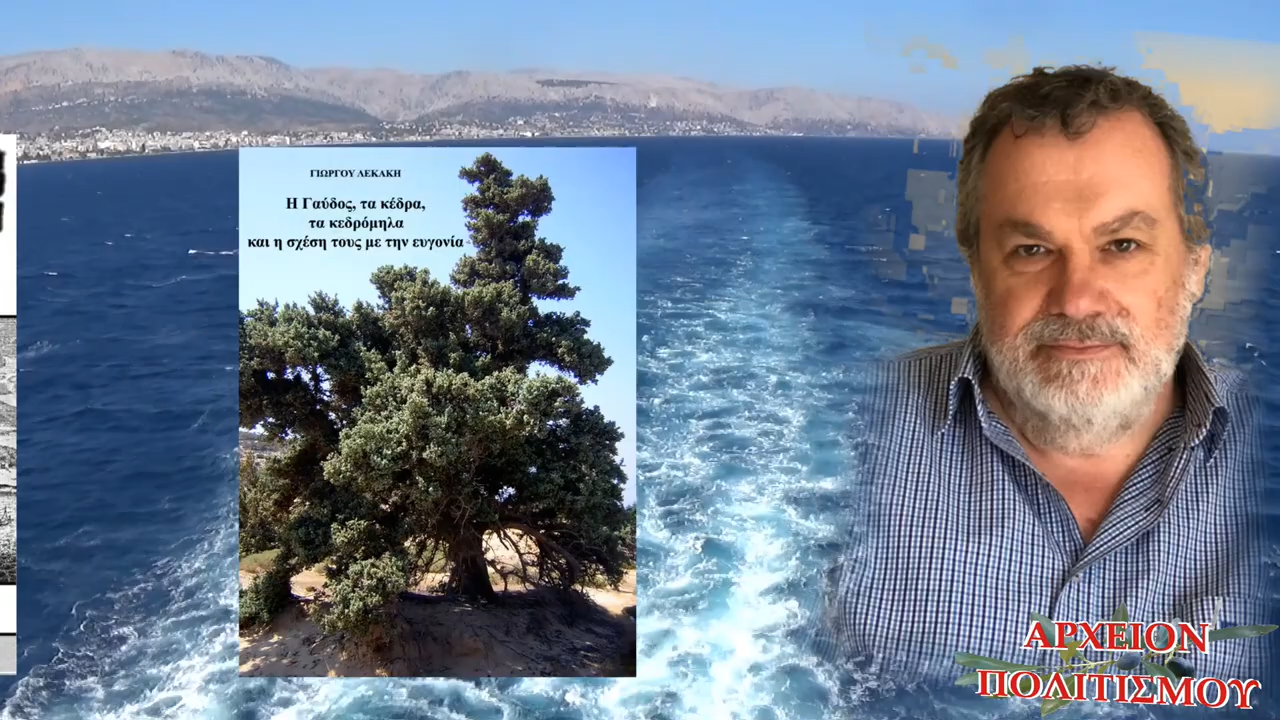 ΓΙΩΡΓΟΥ ΛΕΚΑΚΗ
Η Γαύδος, τα κέδρα,
τα κεδρόμηλα
και η σχέση τους με την ευγονία
ΑΡΧΕΙΟΝ
ΠΟΛΙΤΙΣΜΟΥ